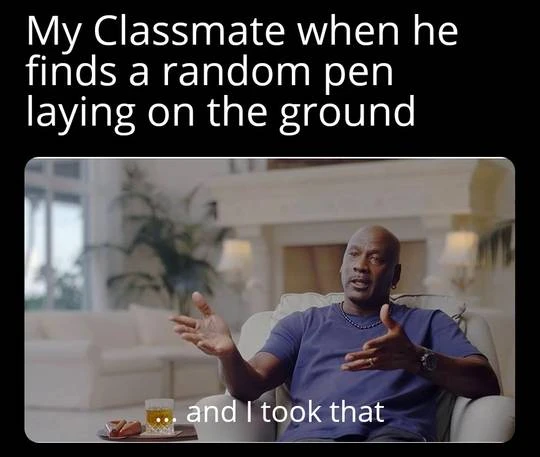 My Classmate when he
finds a random pen
laying on the ground
... and I took that